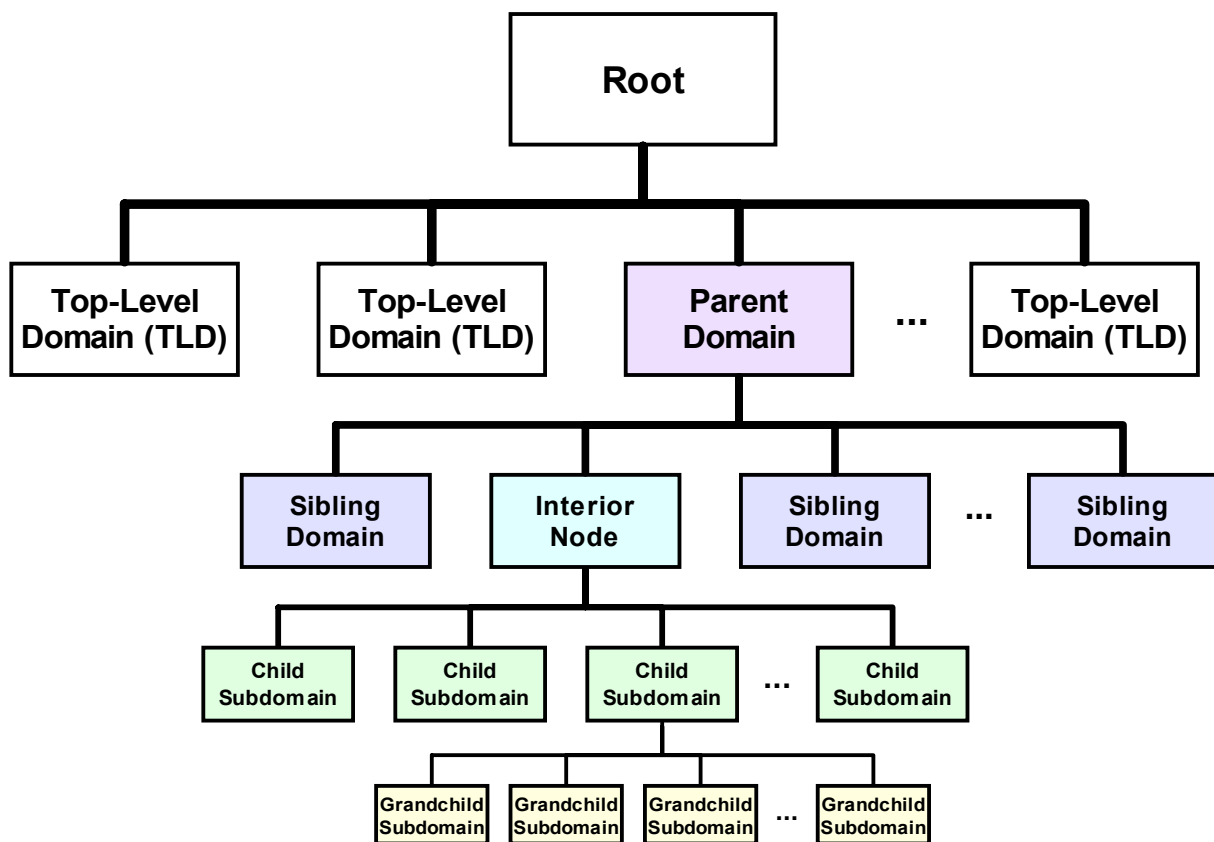 Root
Top-Level
Domain (TLD)
Top-Level
Domain (TLD)
Parent
Domain
...
Top-Level
Domain (TLD)
Sibling
Domain
Interior
Node
Sibling
Domain
...
Sibling
Domain
Child
Subdomain
Child
Subdomain
Child
Subdomain
...
Child
Subdomain
Grandchild
Subdomain
Grandchild
Subdomain
Grandchild
Subdomain
...
Grandchild
Subdomain